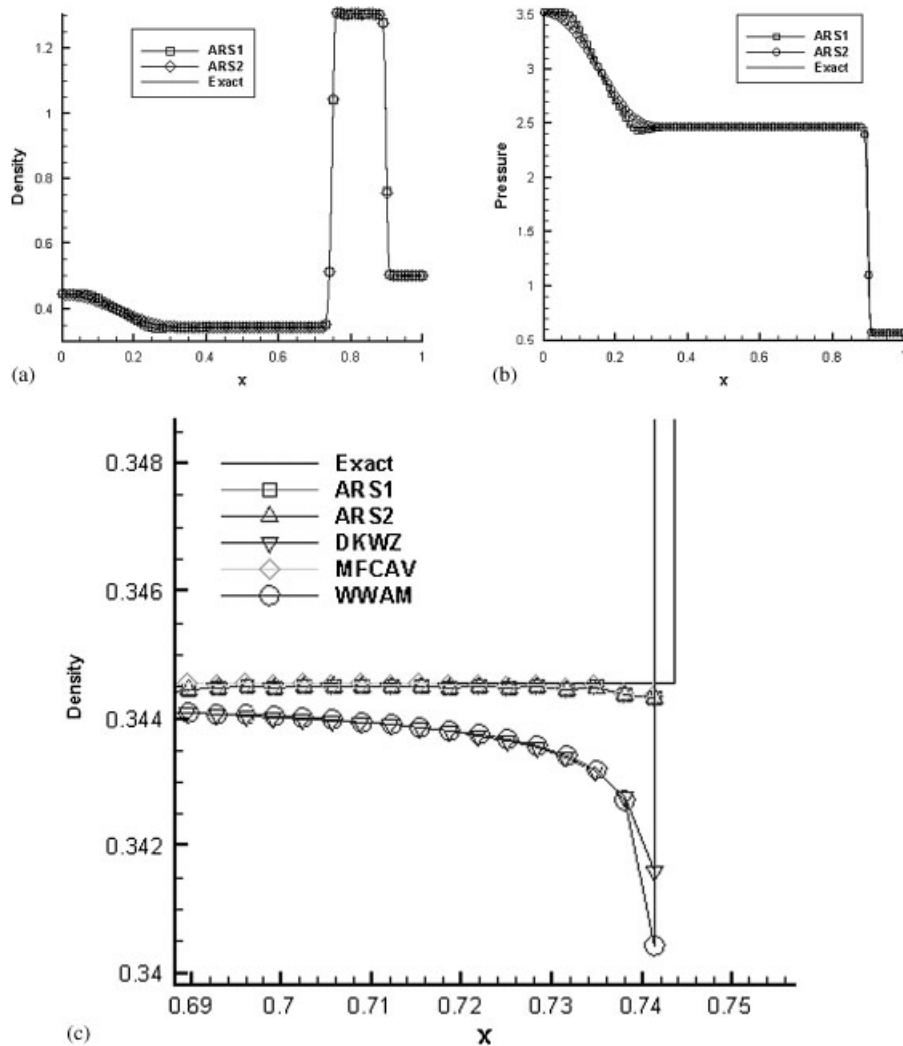 ARS1
ARS2
Exact
1.2
1
0.8
0.6
0.4
Density
0
0.2
0.4
0.6
0.8
1
x
(a)
ARS1
ARS2
Exact
3.5
3
2.5
2
1.5
1
0.5
Pressure
0
0.2
0.4
0.6
0.8
x
(b)
Exact
ARS1
ARS2
DKWZ
MFCAV
WWAM
0.348
0.346
0.344
0.342
0.34
Density
0.69
0.7
0.71
0.72
0.73
0.74
0.75
x
(c)